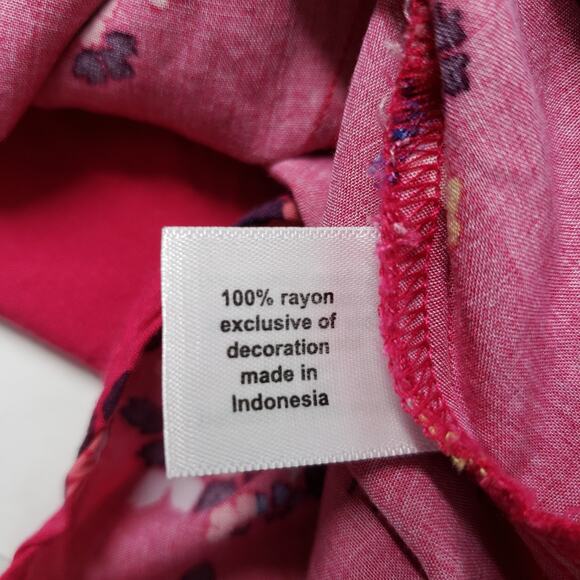 100% rayon
exclusive of
decoration
made in
Indonesia